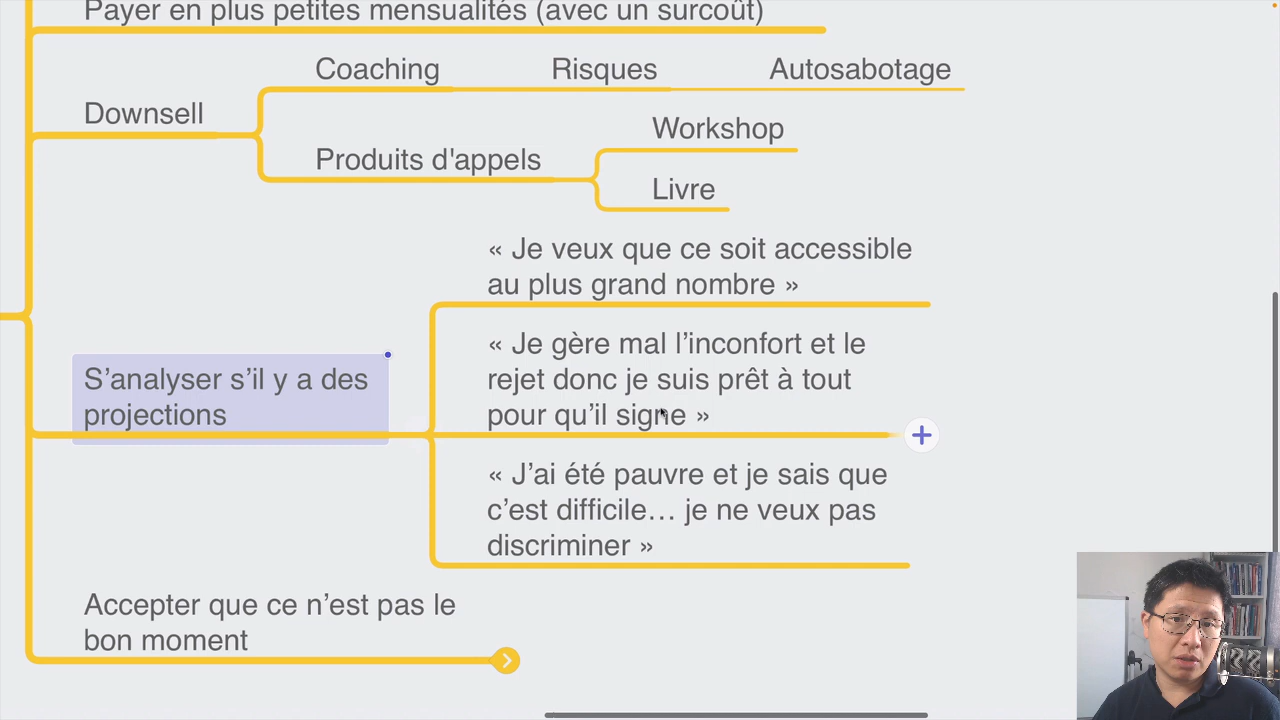 Payer en plus petites mensualités (avec un surcoût)
Coaching
Risques
Autosabotage
Downsell
Workshop
Produits d'appels
Livre
« Je veux que ce soit accessible
au plus grand nombre »
« Je gère mal l’inconfort et le
rejet donc je suis prêt à tout
pour qu’il signe »
S’analyser s’il y a des
projections
« J’ai été pauvre et je sais que
c’est difficile… je ne veux pas
discriminer »
Accepter que ce n’est pas le
bon moment